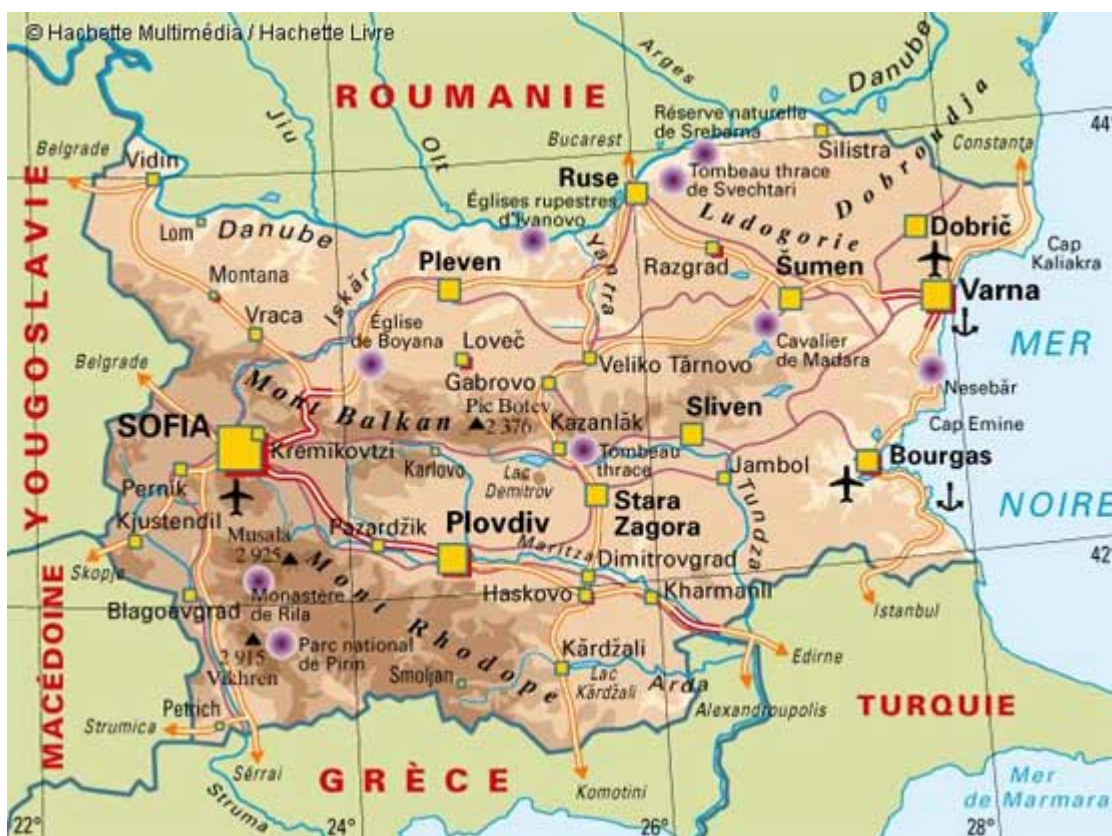 © Hachette Multimédia / Hachette Livre
ROUMANIE
Jiu
Olt
Arges
Danube
Réserve naturelle
de Srebarna
Bucarest
Silistra
Dobroudja
Constanţa
44°
Belgrade
Vidin
Ruse
Tombeau thrace
de Svechtari
Églises rupestres
d'Ivanovo
Ludogorie
Lom
Danube
Yantra
Dobrič
Cap
Kaliakra
Razgrad
Šumen
Pleven
Montana
Iskăr
Varna
Vraca
Église
de Boyana
Loveč
Cavalier
de Madara
MER
Belgrade
Veliko Tărnovo
Gabrovo
Nesebăr
Mont Balkan
Pic Botev
2 376
Kazanlăk
Sliven
Cap Emine
SOFIA
Kremikovtzi
Karlovo
Tombeau
thrace
Lac
Demitrov
Jambol
Bourgas
Pernik
Stara
Zagora
Tundza
NOIRE
Kjustendil
Pazardžik
Plovdiv
Maritza
Musala
2 925
Dimitrovgrad
42°
Skopje
Monastère
de Rila
Mont Rhodope
Haskovo
Kharmanli
Istanbul
Blagoevgrad
Parc national
de Pirin
2 915
Vikhren
Kărdžali
Edirne
Smoljan
Lac
Kărdžali
Arda
Alexandroupolis
TURQUIE
Petrich
Strumica
Sérrai
GRÈCE
Komotini
Struma
Mer
de Marmara
22°
24°
26°
28°
YOUGOSLAVIE
MACÉDOINE